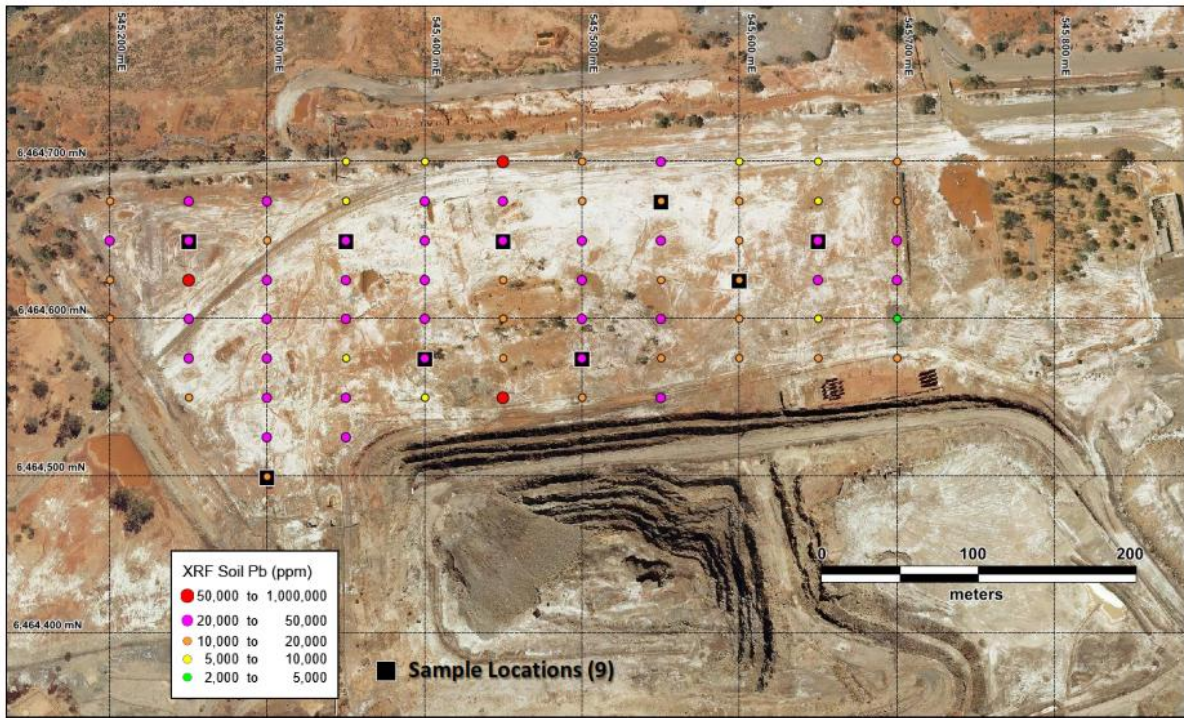 545,200 mE
545,300 mE
545,400 mE
545,500 mE
545,600 mE
545,700 mE
545,800 mE
6,464,700 mN
6,464,600 mN
6,464,500 mN
6,464,400 mN
XRF Soil Pb (ppm)
50,000 to 1,000,000
20,000 to 50,000
10,000 to 20,000
5,000 to 10,000
2,000 to 5,000
Sample Locations (9)
0 100 200
meters